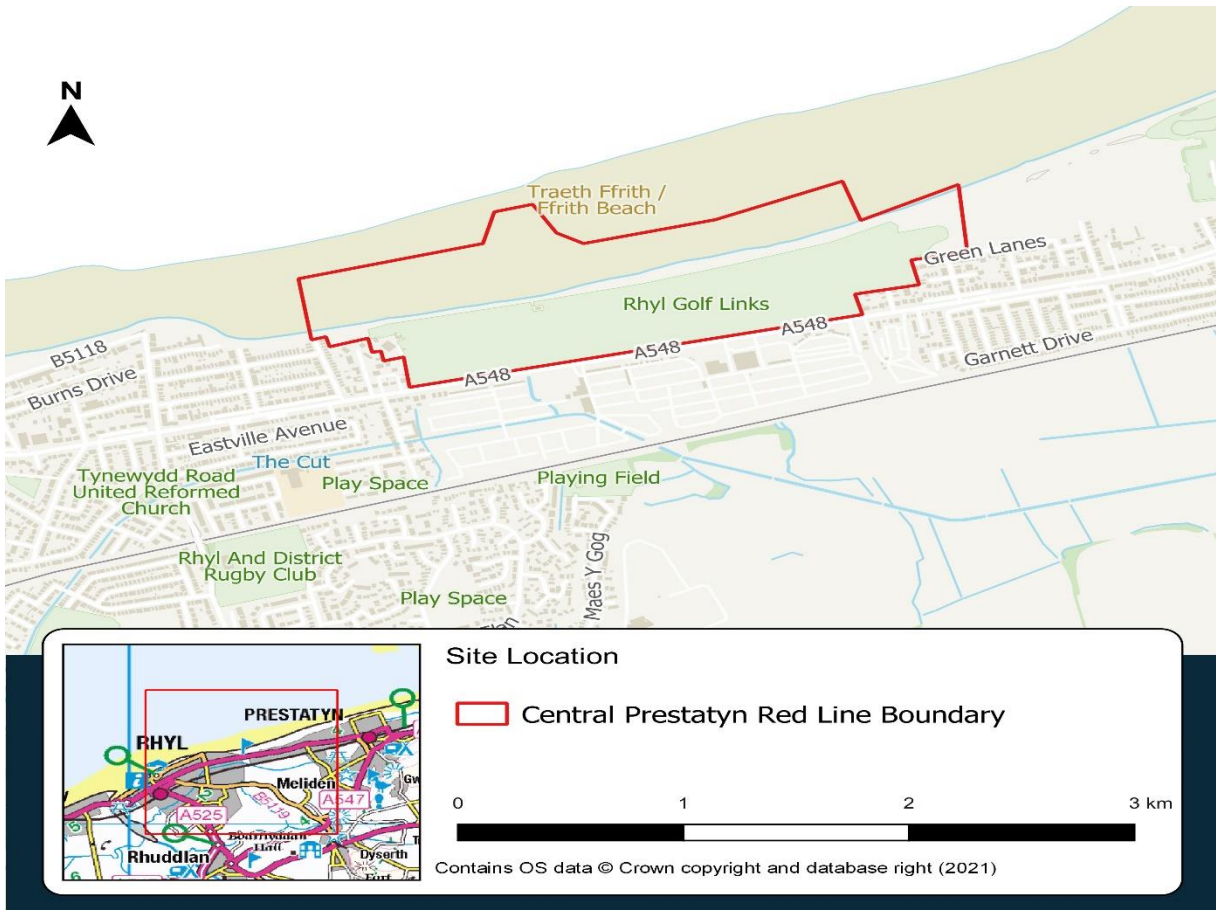 N
Traeth Ffrith /
Ffrith Beach
Green Lanes
Rhyl Golf Links
A548
A548
A548
B5118
Burns Drive
Garnett Drive
Eastville Avenue
The Cut
Tynewydd Road
United Reformed
Church
Play Space
Playing Field
Rhyl And District
Rugby Club
Maes Y Gog
Play Space
Site Location
Central Prestatyn Red Line Boundary
PRESTATYN
RHYL
Meliden
A547
A525
B5119
Rhuddlan
Dyserth
0 1 2 3 km
Contains OS data © Crown copyright and database right (2021)